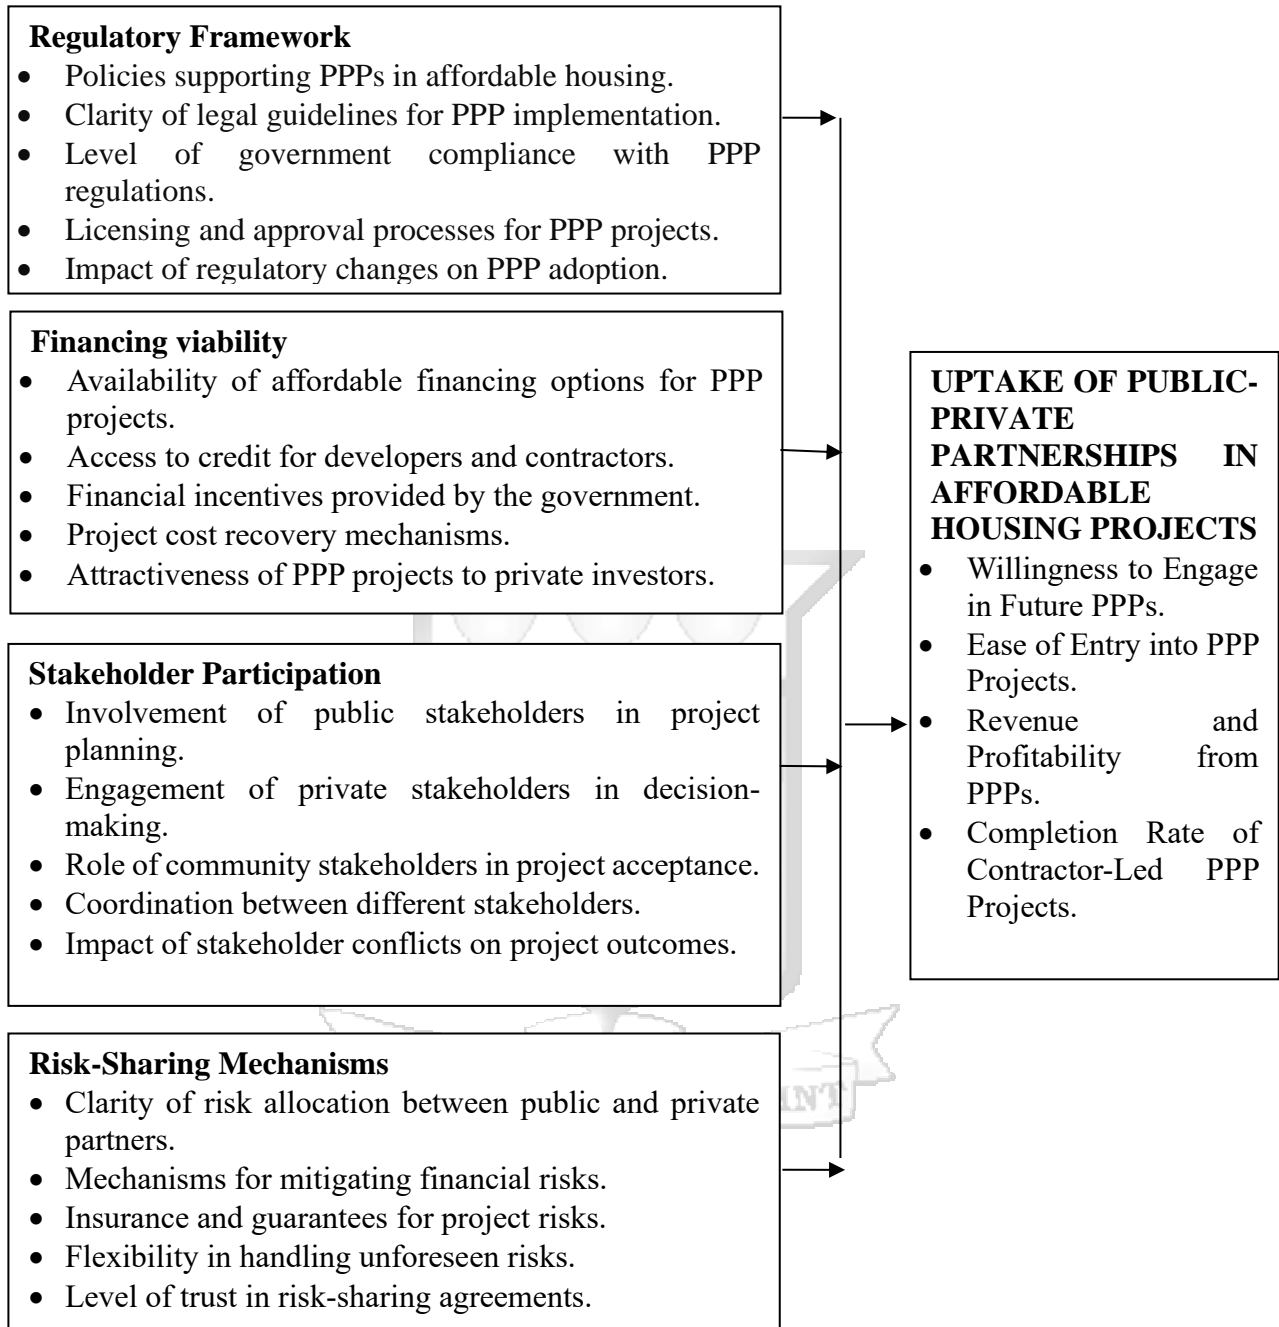 Regulatory Framework
• Policies supporting PPPs in affordable housing.
• Clarity of legal guidelines for PPP implementation.
• Level of government compliance with PPP
regulations.
• Licensing and approval processes for PPP projects.
• Impact of regulatory changes on PPP adoption.
Financing viability
• Availability of affordable financing options for PPP
projects.
• Access to credit for developers and contractors.
• Financial incentives provided by the government.
• Project cost recovery mechanisms.
• Attractiveness of PPP projects to private investors.
Stakeholder Participation
• Involvement of public stakeholders in project
planning.
• Engagement of private stakeholders in decision-
making.
• Role of community stakeholders in project acceptance.
• Coordination between different stakeholders.
• Impact of stakeholder conflicts on project outcomes.
Risk-Sharing Mechanisms
• Clarity of risk allocation between public and private
partners.
• Mechanisms for mitigating financial risks.
• Insurance and guarantees for project risks.
• Flexibility in handling unforeseen risks.
• Level of trust in risk-sharing agreements.
UPTAKE OF PUBLIC-
PRIVATE
PARTNERSHIPS IN
AFFORDABLE
HOUSING PROJECTS
• Willingness to Engage
in Future PPPs.
• Ease of Entry into PPP
Projects.
• Revenue and
Profitability from
PPPs.
• Completion Rate of
Contractor-Led PPP
Projects.